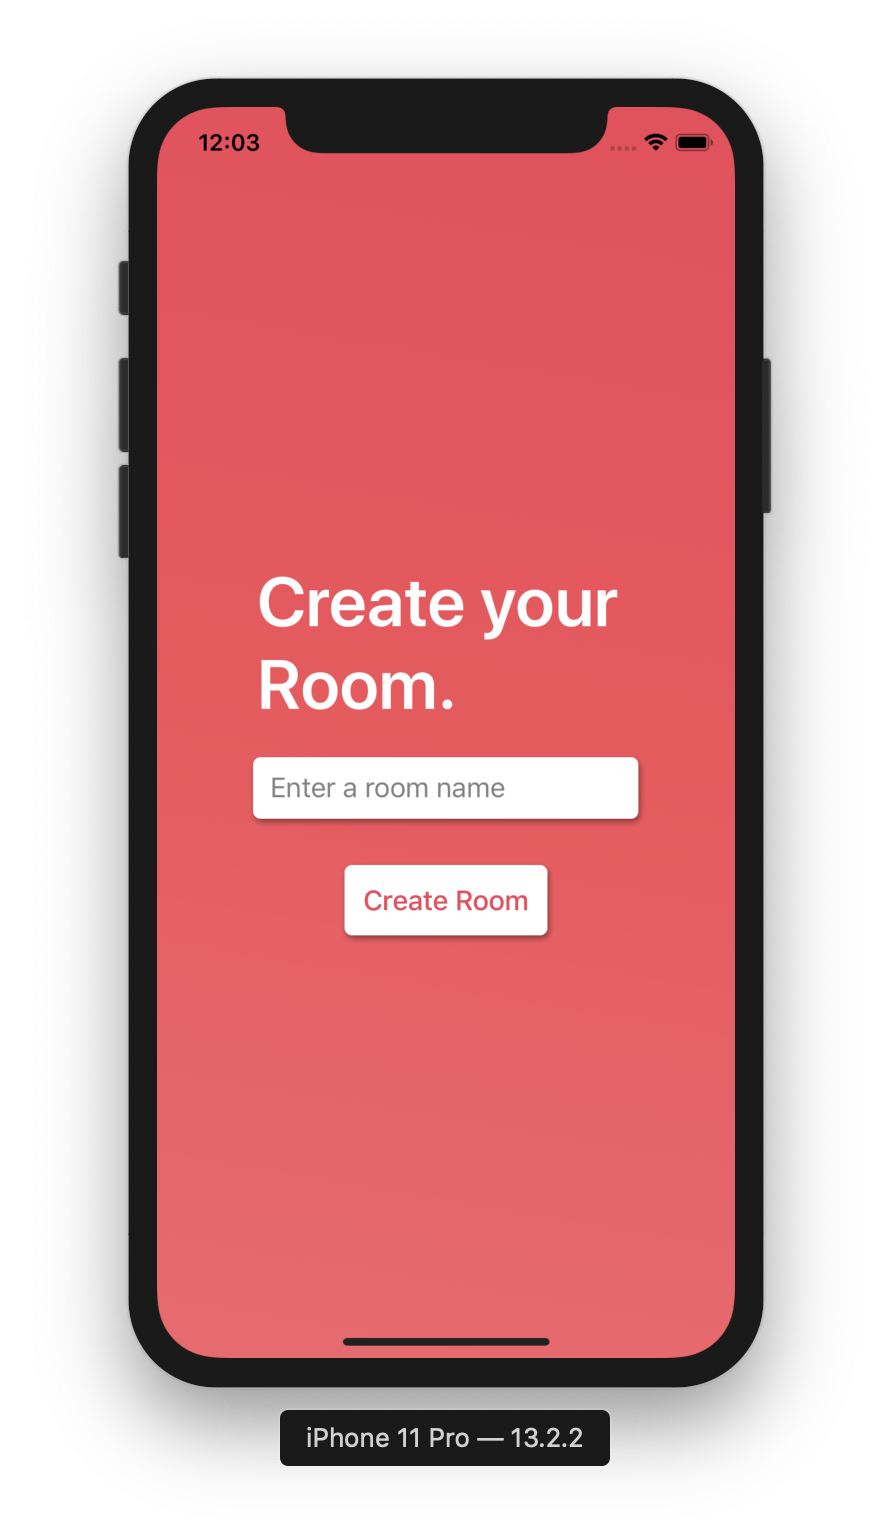 12:03
Create your
Room.
Enter a room name
Create Room
iPhone 11 Pro — 13.2.2